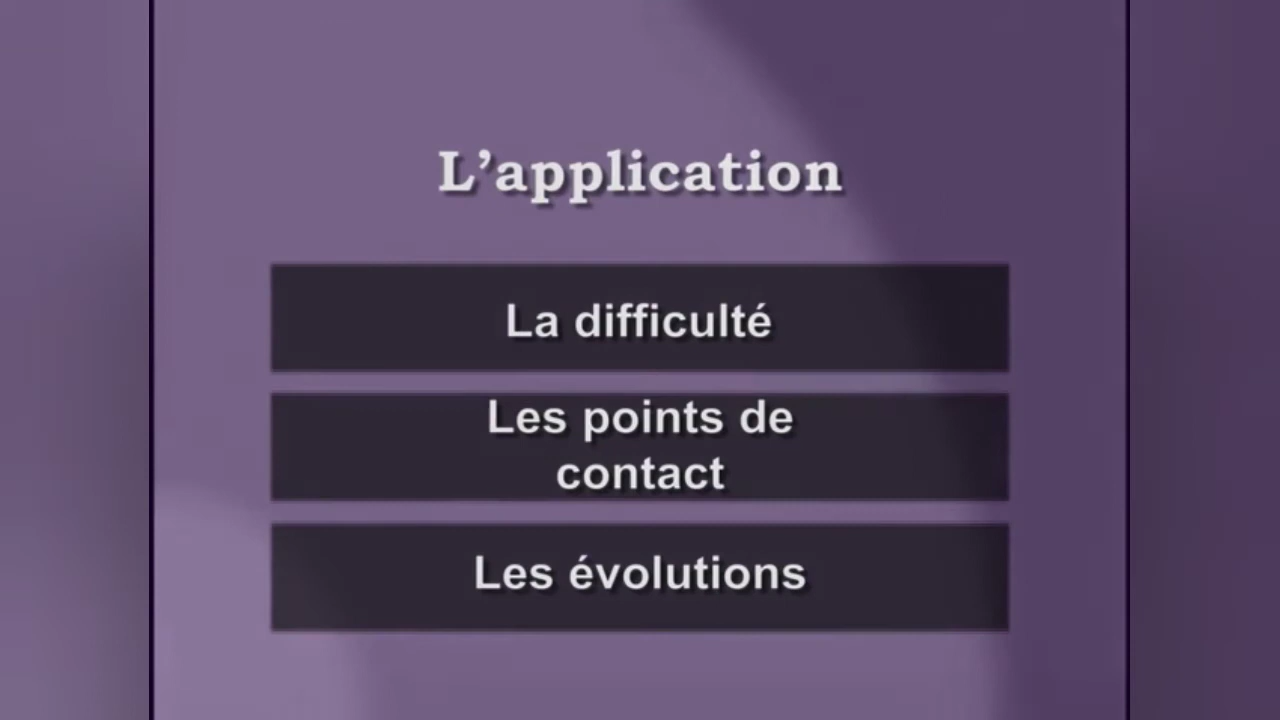 L’application
La difficulté
Les points de
contact
Les évolutions